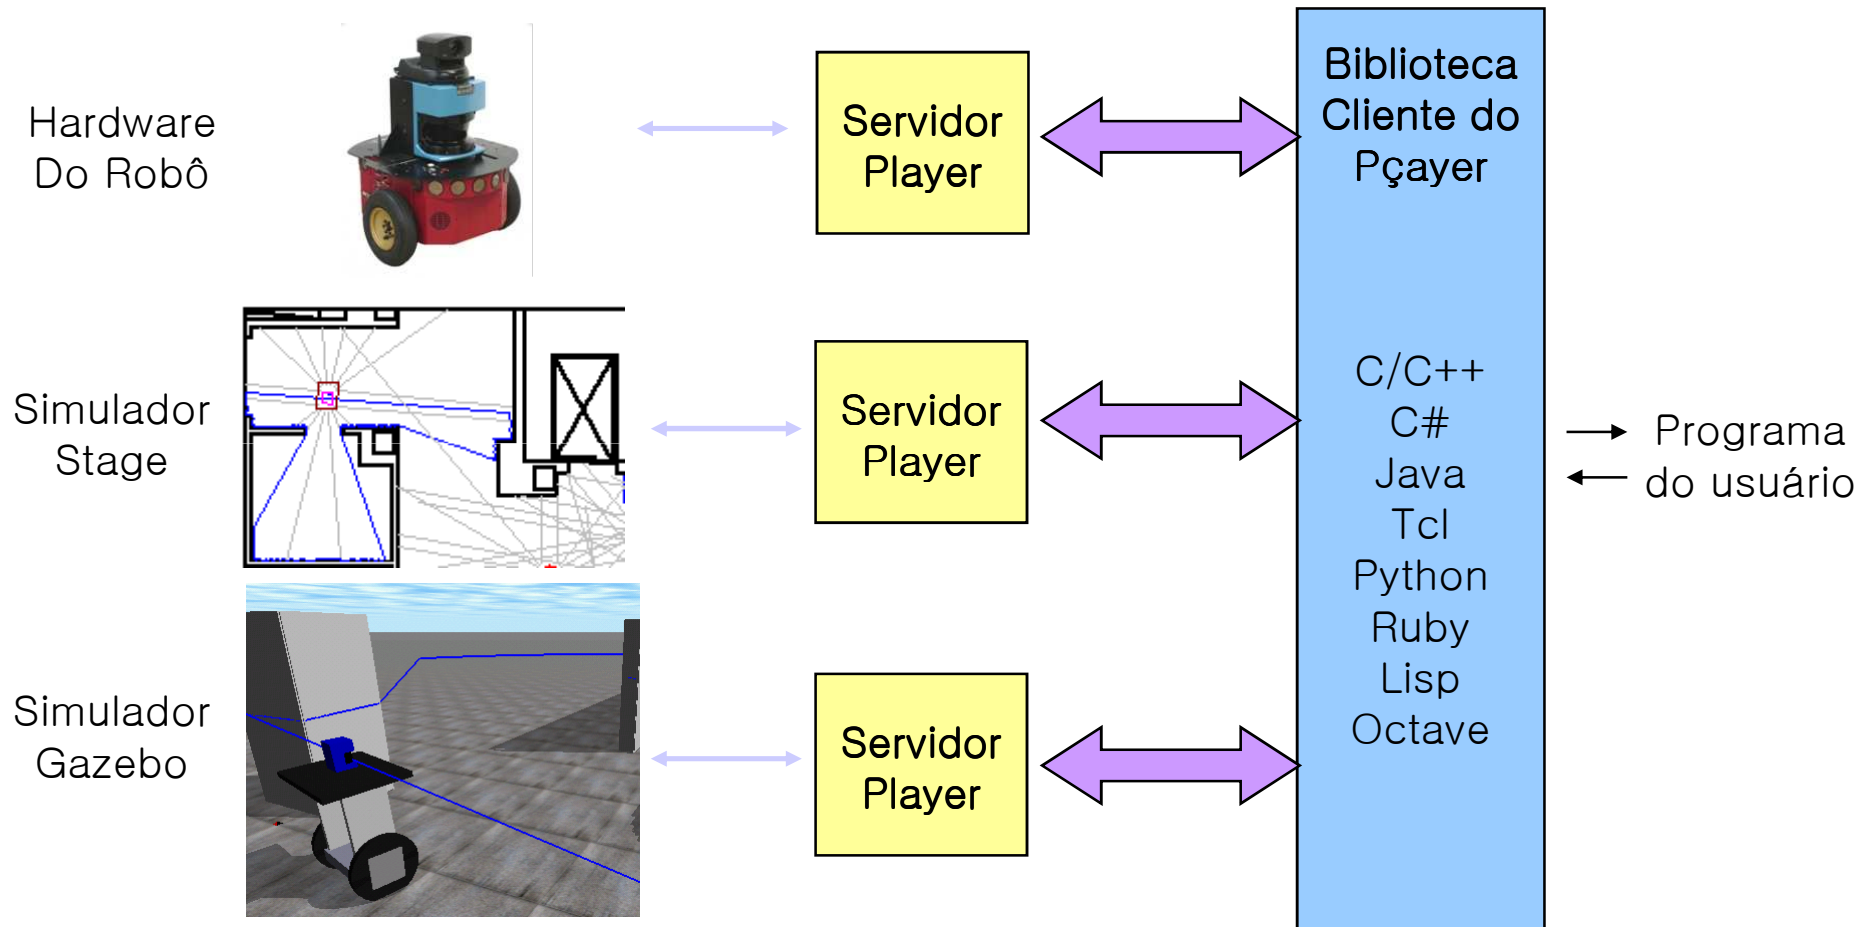 Hardware
Do Robô
Servidor
Player
Biblioteca
Cliente do
Pçayer
Simulador
Stage
Servidor
Player
C/C++
C#
Java
Tcl
Python
Ruby
Lisp
Octave
Programa
do usuário
Simulador
Gazebo
Servidor
Player